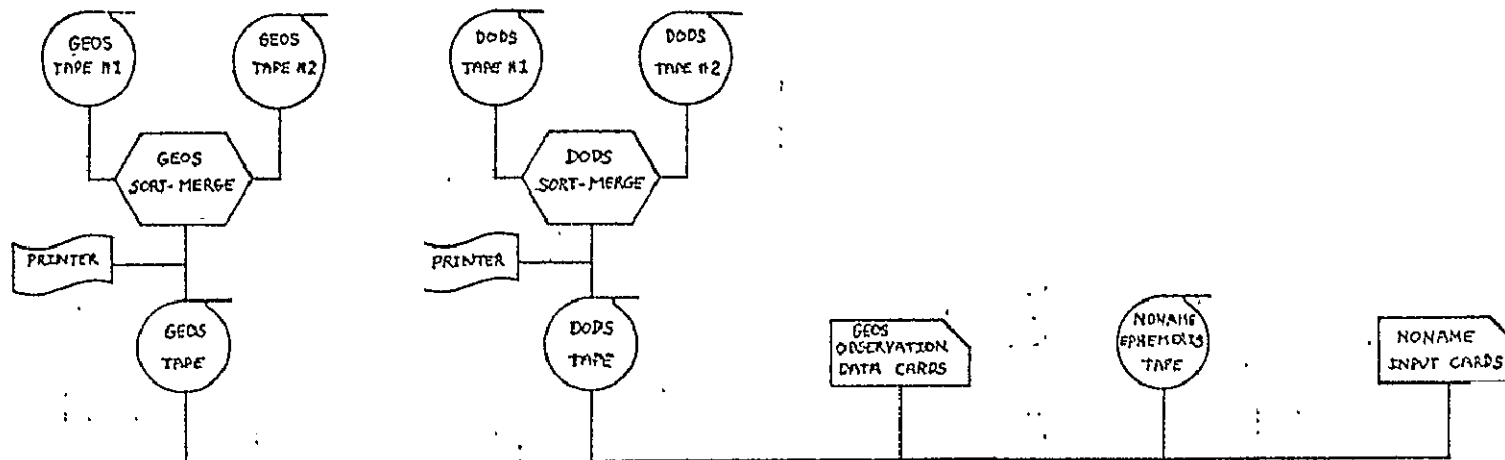 GEOS
TAPE #1
GEOS
TAPE #2
DODS
TAPE #1
DODS
TAPE #2
GEOS
SORT-MERGE
DODS
SORT-MERGE
PRINTER
PRINTER
GEOS
TAPE
DODS
TAPE
GEOS
OBSERVATION
DATA CARDS
NONAME
EPHEMERIS
TAPE
NONAME
INPUT CARDS